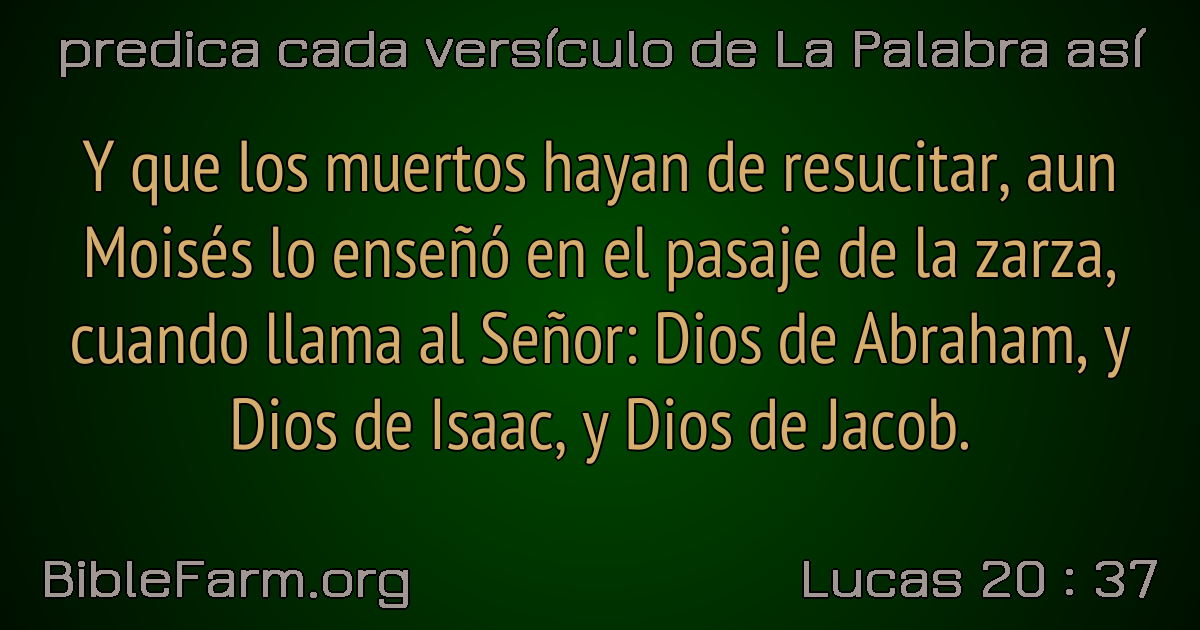 predica cada versículo de La Palabra así
Y que los muertos hayan de resucitar, aun
Moisés lo enseñó en el pasaje de la zarza,
cuando llama al Señor: Dios de Abraham, y
Dios de Isaac, y Dios de Jacob.
BibleFarm.org
Lucas 20 : 37